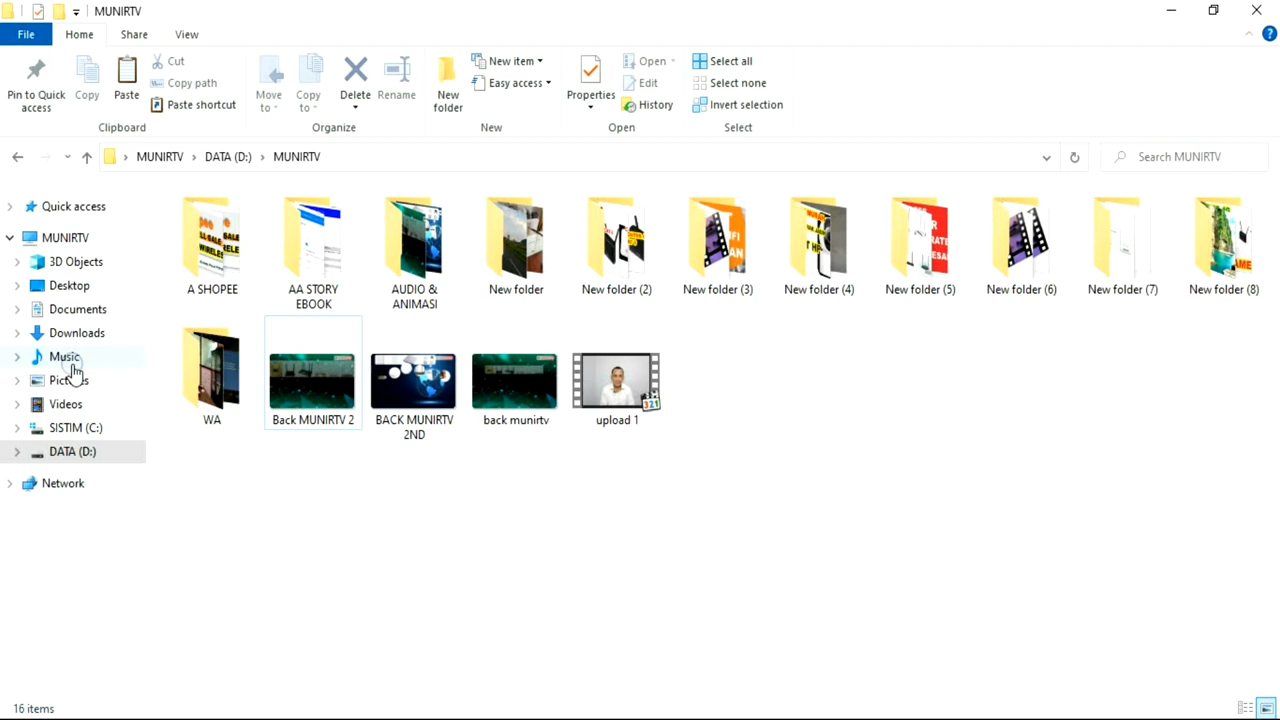 MUNIRTV
File Home Share View
Pin to Quick access
Copy
Paste
Cut
Copy path
Paste shortcut
Clipboard
Move to
Copy to
Delete
Rename
Organize
New folder
New item
Easy access
New
Properties
Open
Edit
History
Open
Select all
Select none
Invert selection
Select
MUNIRTV › DATA (D:) › MUNIRTV
Search MUNIRTV
Quick access
MUNIRTV
3D Objects
Desktop
Documents
Downloads
Music
Pictures
Videos
SISTIM (C:)
DATA (D:)
Network
A SHOPEE
AA STORY
EBOOK
AUDIO &
ANIMASI
New folder
New folder (2)
New folder (3)
New folder (4)
New folder (5)
New folder (6)
New folder (7)
New folder (8)
WA
Back MUNIRTV 2
BACK MUNIRTV
2ND
back munirtv
upload 1
16 items